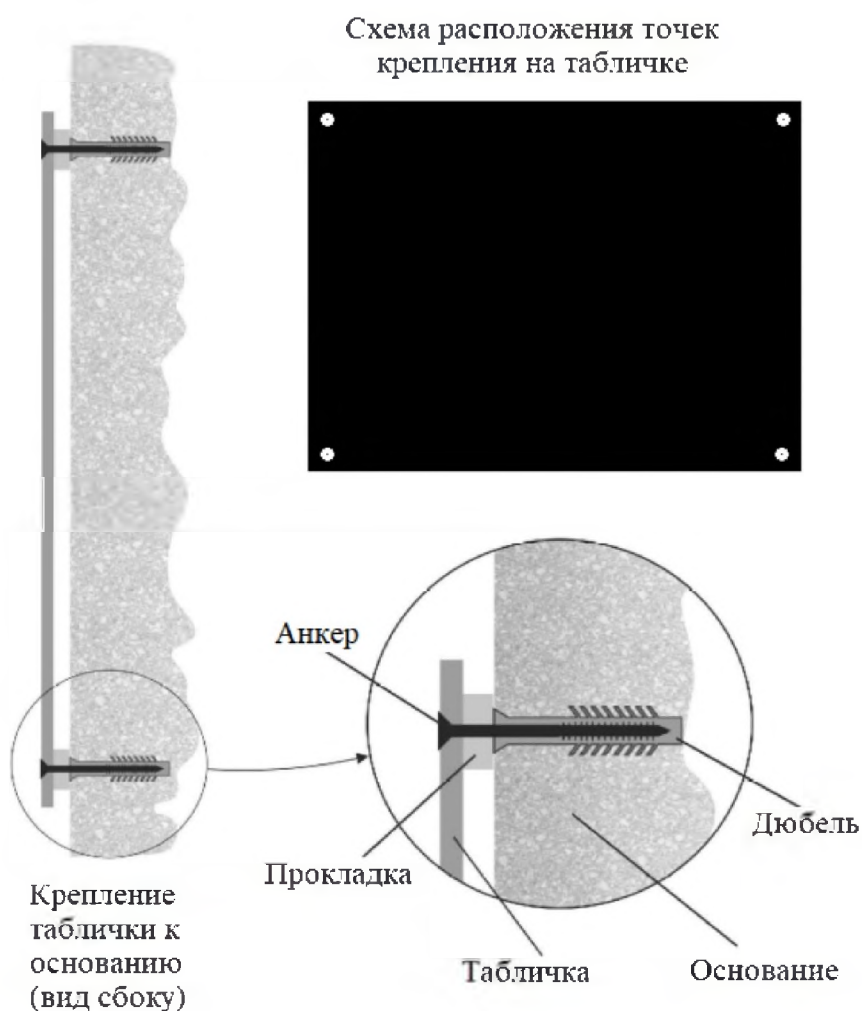 Схема расположения точек
крепления на табличке
Анкер
Дюбель
Прокладка
Табличка
Основание
Крепление
таблички к
основанию
(вид сбоку)